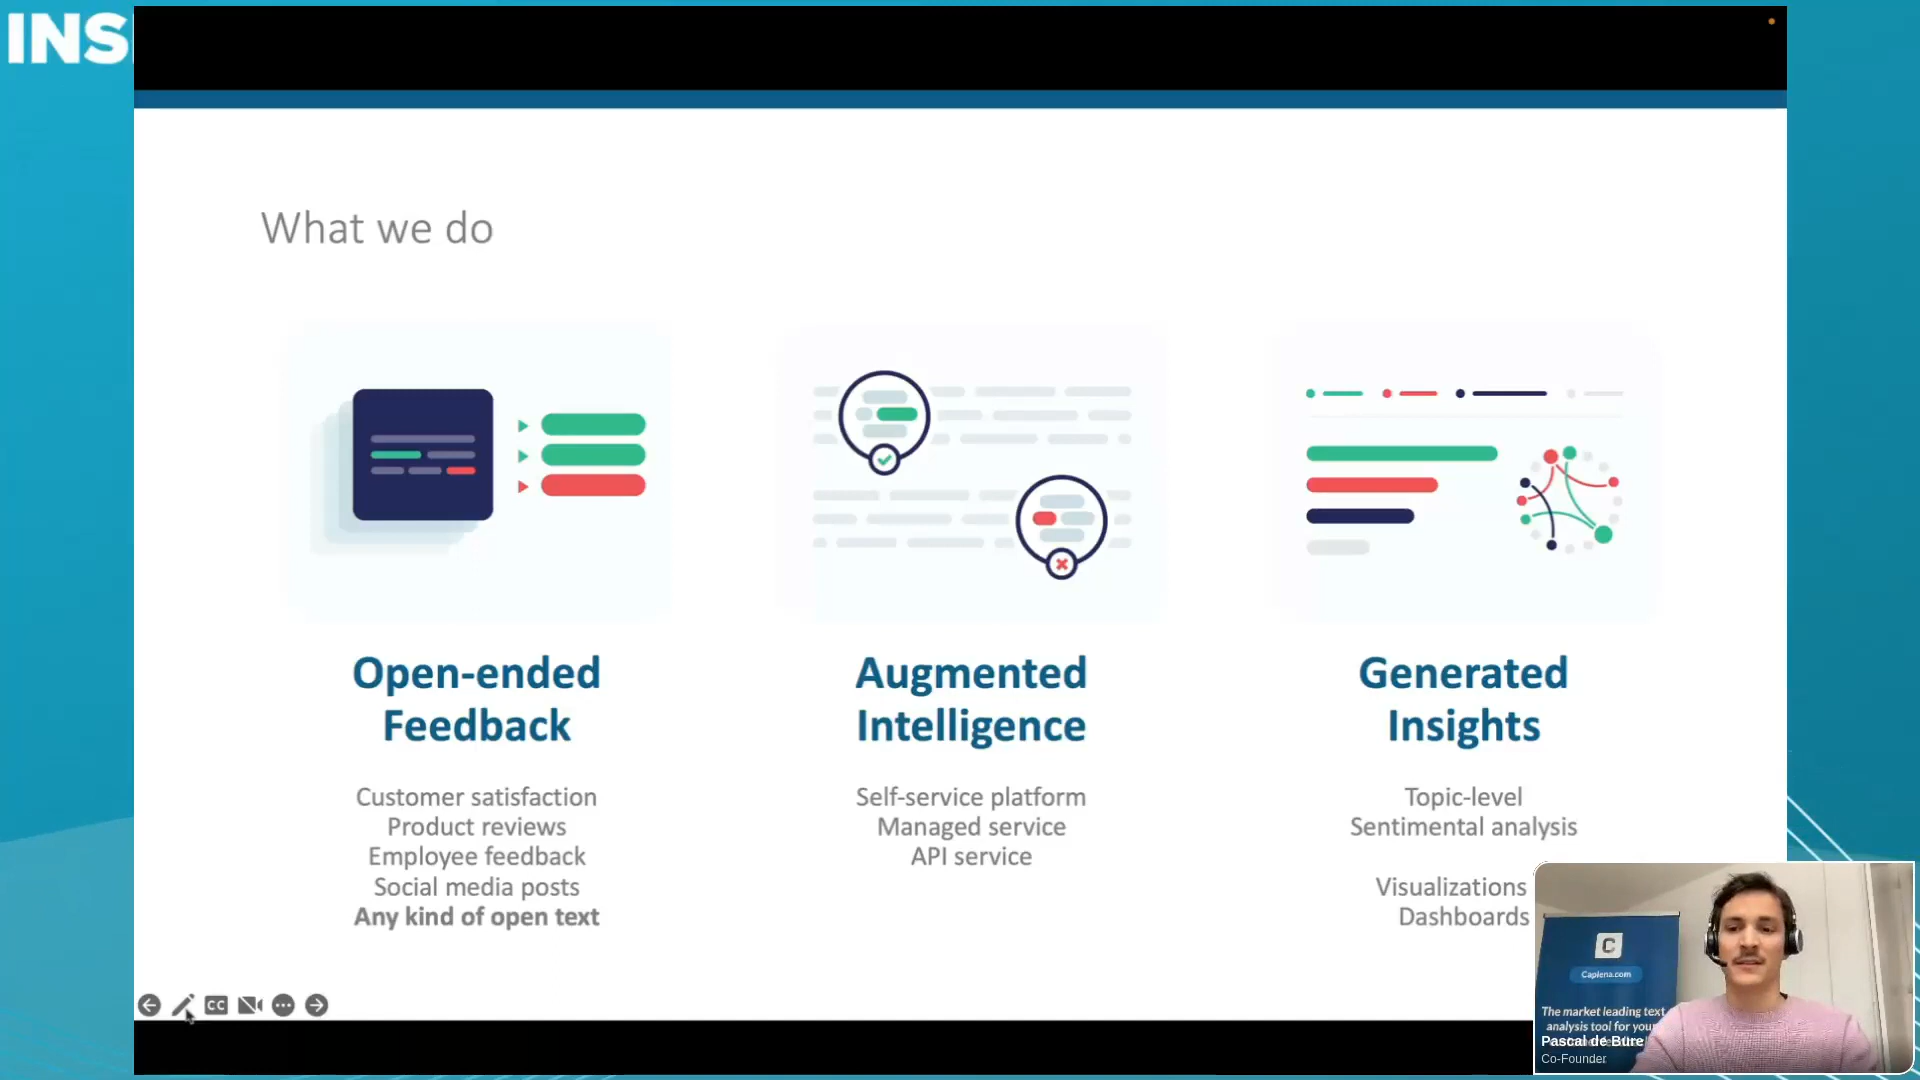 INS
What we do
Open-ended
Feedback
Customer satisfaction
Product reviews
Employee feedback
Social media posts
Any kind of open text
Augmented
Intelligence
Self-service platform
Managed service
API service
Generated
Insights
Topic-level
Sentimental analysis
Visualizations
Dashboards
CC
C
Caplena.com
The market leading text
analysis tool for your
Pascal de Buren
Co-Founder